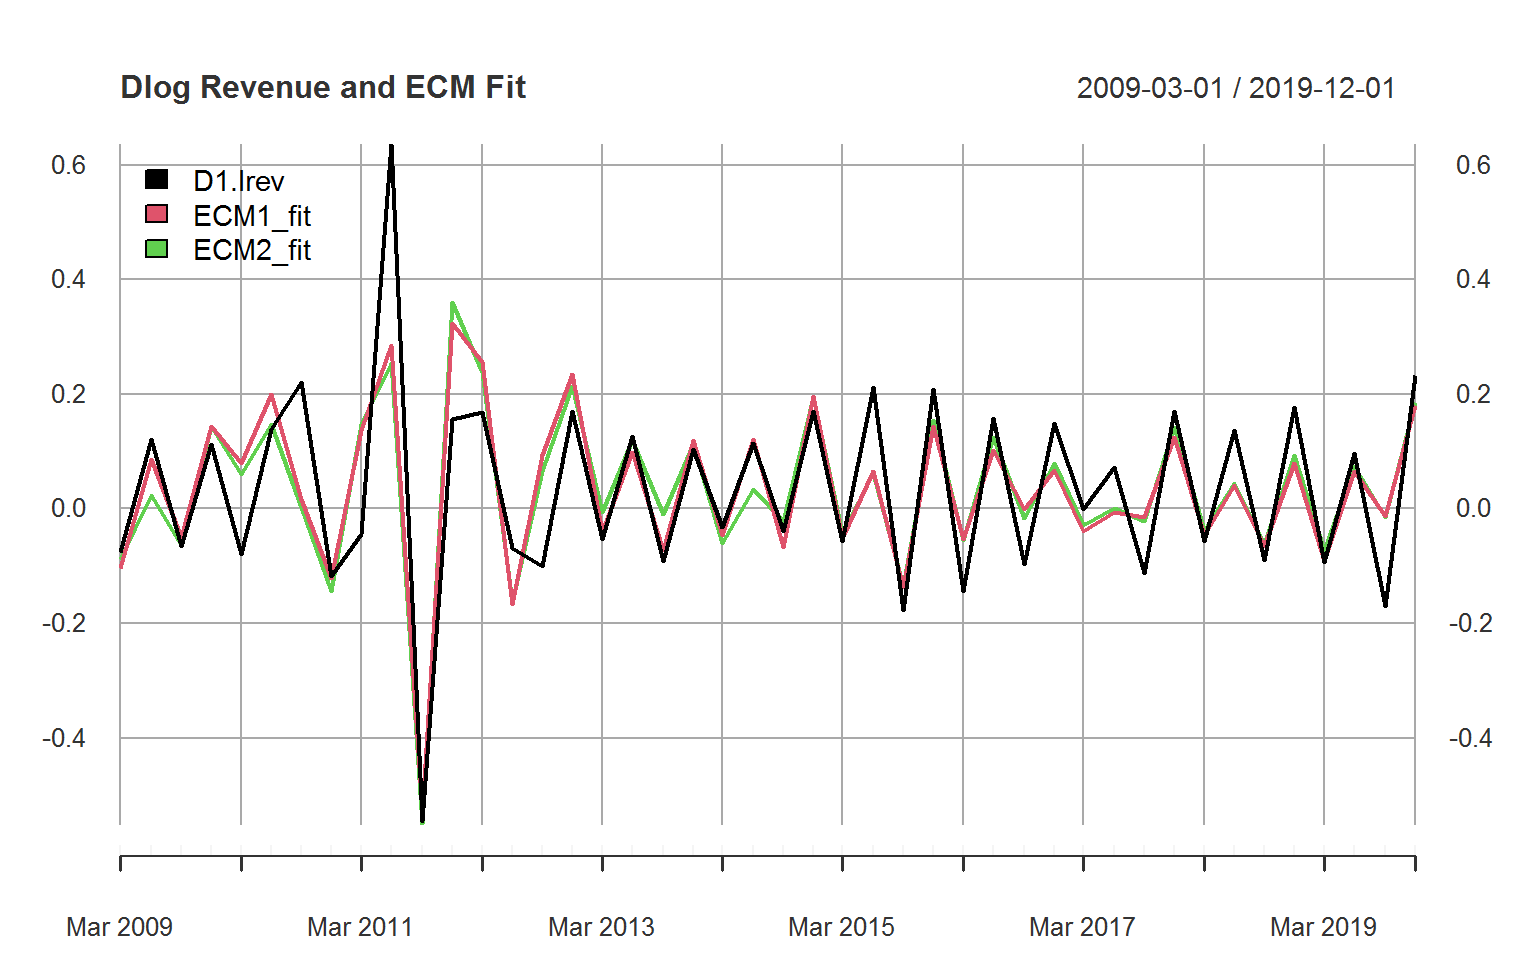 Dlog Revenue and ECM Fit
2009-03-01 / 2019-12-01
D1.lrev
ECM1_fit
ECM2_fit
0.6
0.4
0.2
0.0
-0.2
-0.4
0.6
0.4
0.2
0.0
-0.2
-0.4
Mar 2009
Mar 2011
Mar 2013
Mar 2015
Mar 2017
Mar 2019